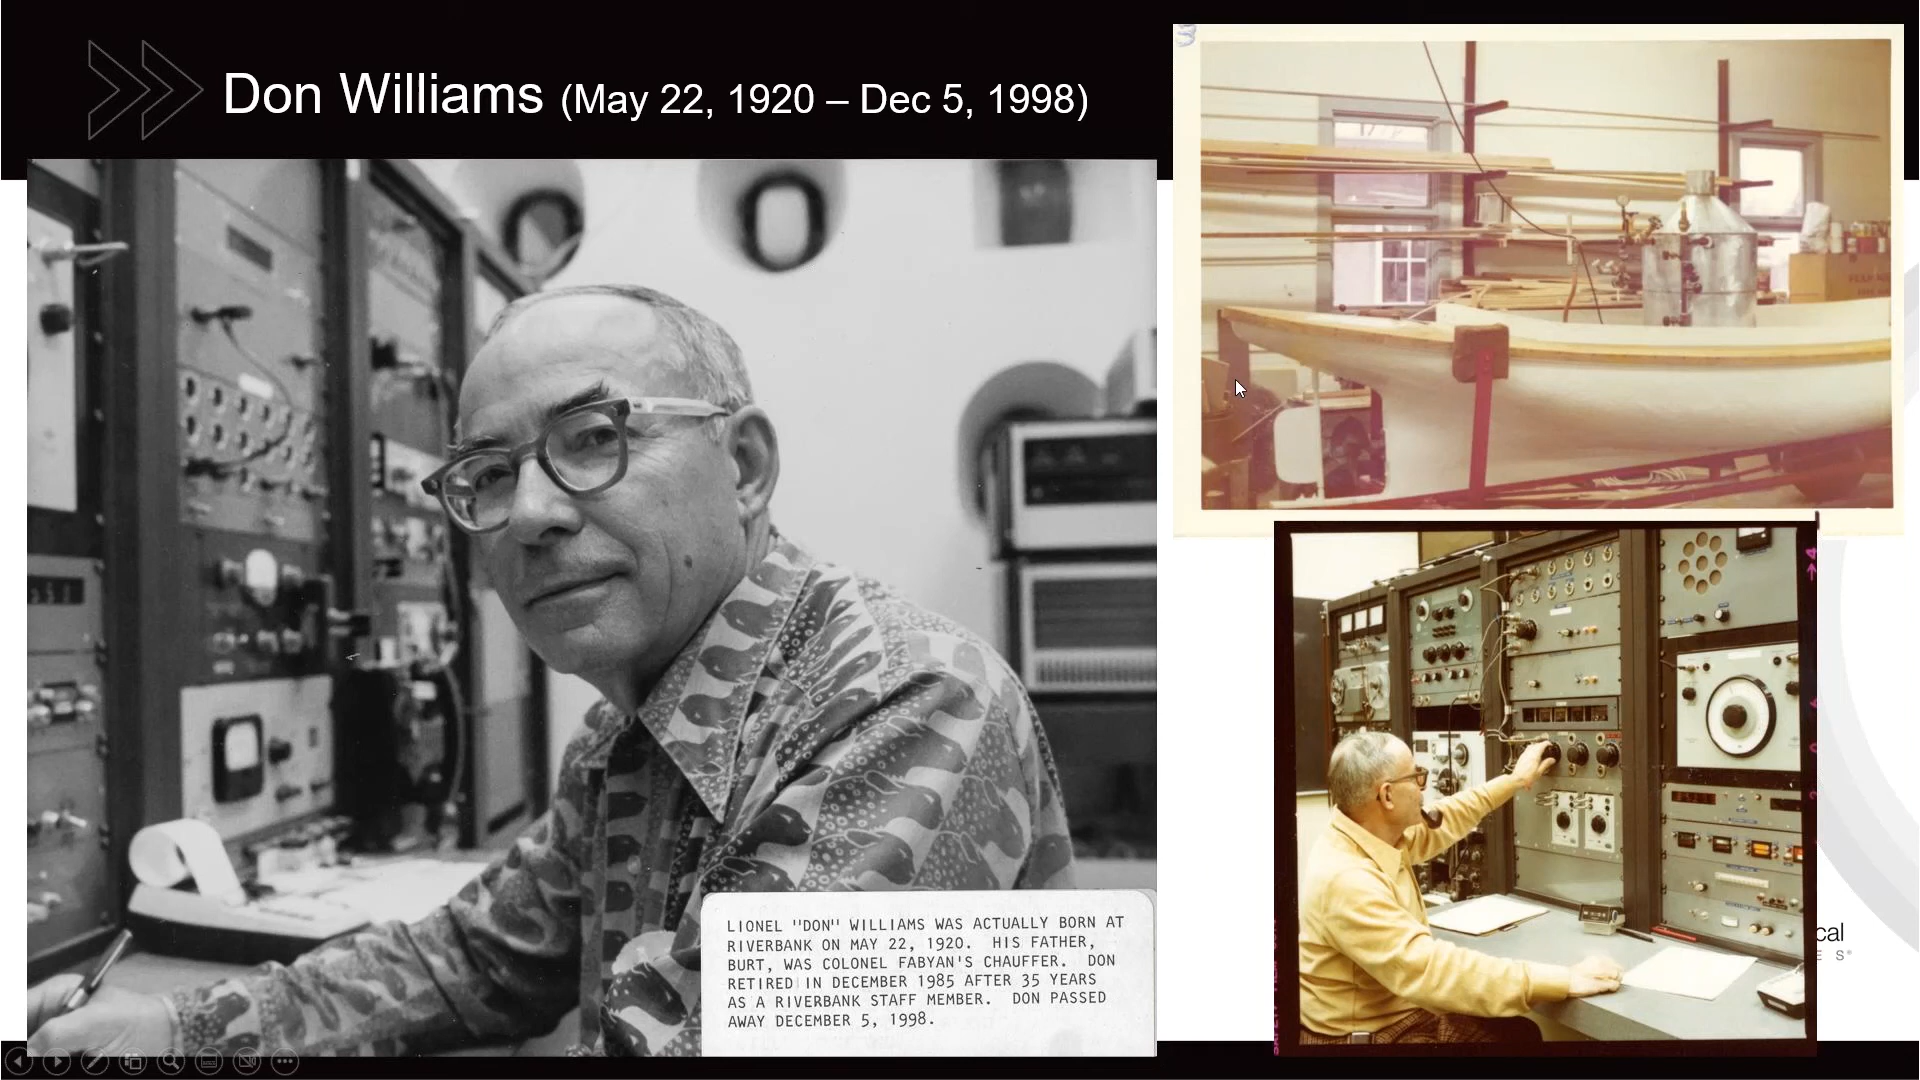 Don Williams (May 22, 1920 – Dec 5, 1998)
3
LIONEL "DON" WILLIAMS WAS ACTUALLY BORN AT
RIVERBANK ON MAY 22, 1920. HIS FATHER,
BURT, WAS COLONEL FABYAN'S CHAUFFER. DON
RETIRED IN DECEMBER 1985 AFTER 35 YEARS
AS A RIVERBANK STAFF MEMBER. DON PASSED
AWAY DECEMBER 5, 1998.
4
cal
E S®